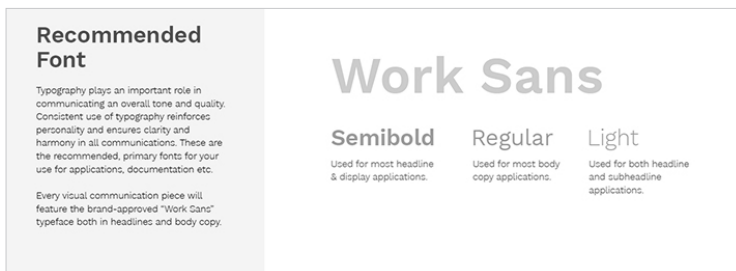 Recommended
Font
Typography plays an important role in
communicating an overall tone and quality.
Consistent use of typography reinforces
personality and ensures clarity and
harmony in all communications. These are
the recommended, primary fonts for your
use for applications, documentation etc.
Every visual communication piece will
feature the brand-approved "Work Sans"
typeface both in headlines and body copy.
Work Sans
Semibold
Used for most headline
& display applications.
Regular
Used for most body
copy applications.
Light
Used for both headline
and subheadline
applications.